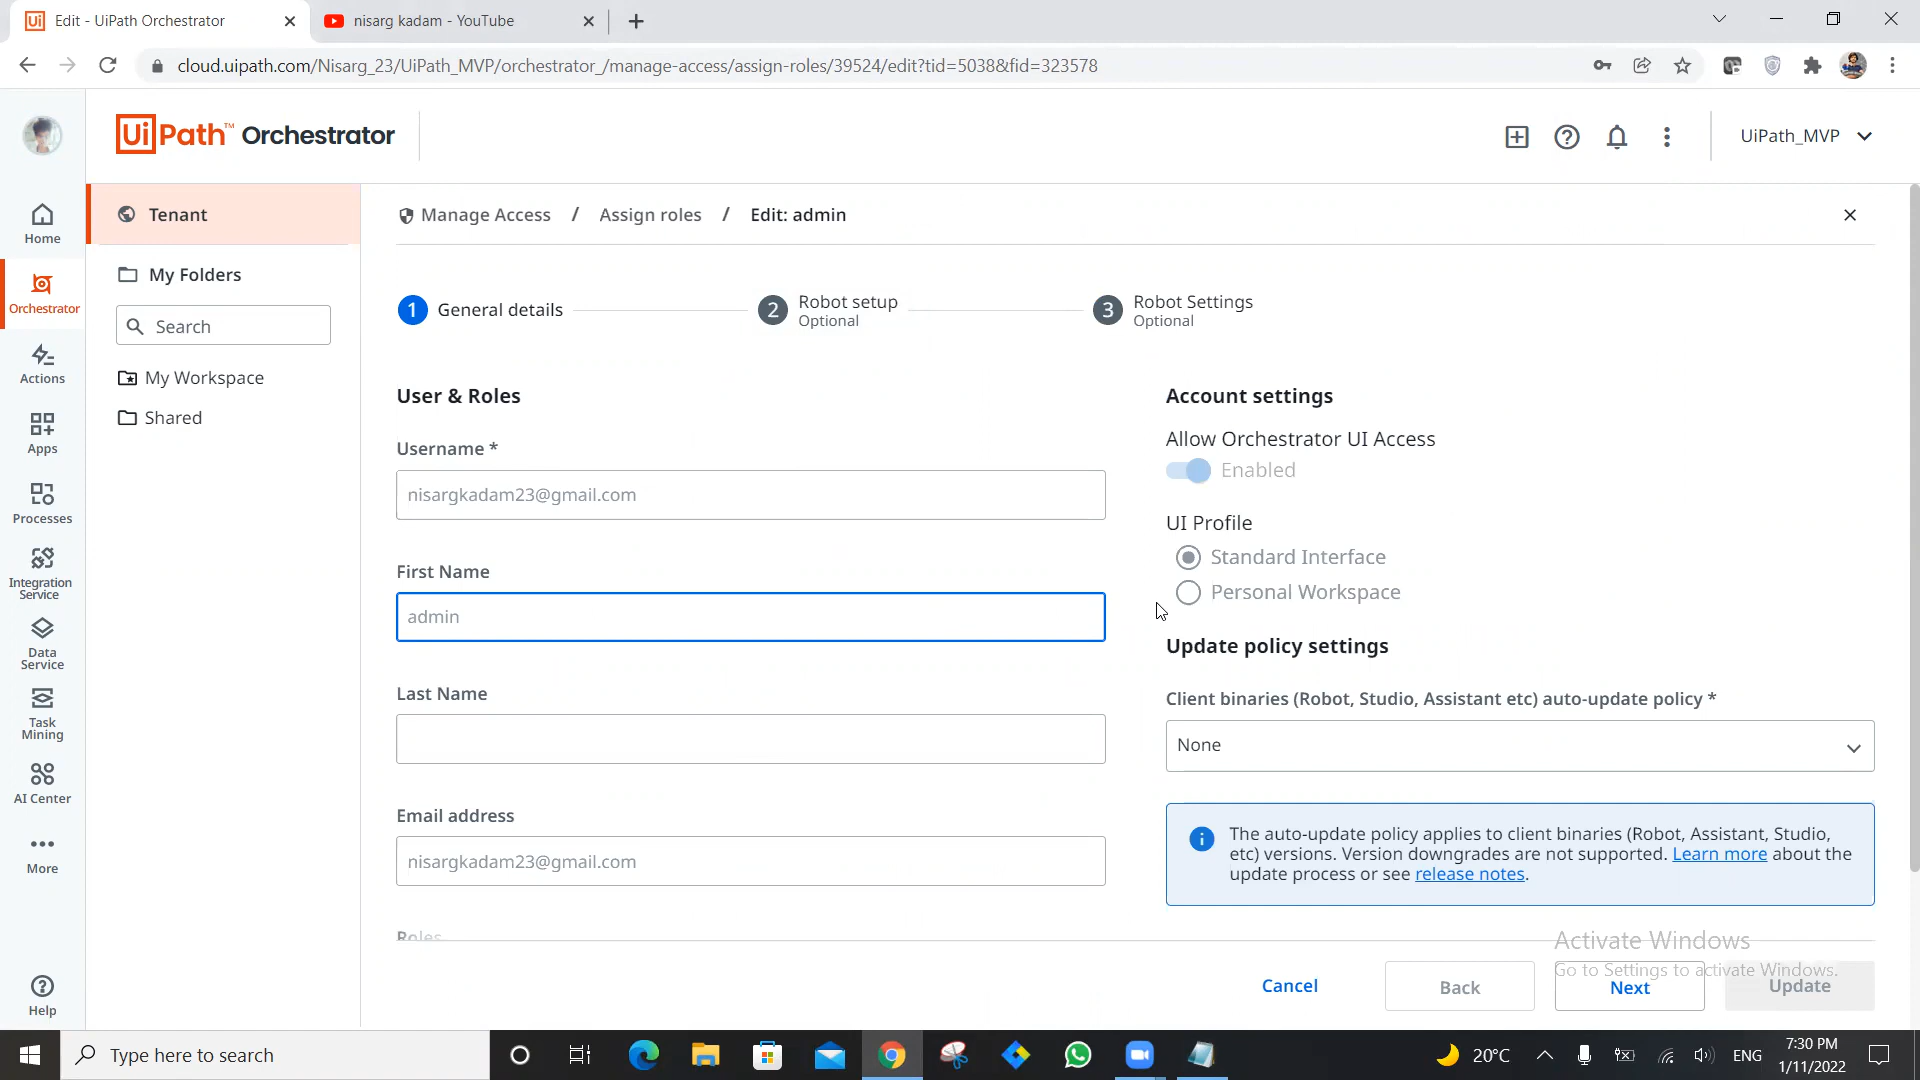 Edit - UiPath Orchestrator
nisarg kadam - YouTube
cloud.uipath.com/Nisarg_23/UiPath_MVP/orchestrator_/manage-access/assign-roles/39524/edit?tid=5038&fid=323578
UiPath™ Orchestrator
UiPath_MVP
Home
Orchestrator
Actions
Apps
Processes
Integration
Service
Data
Service
Task
Mining
AI Center
More
Help
Tenant
My Folders
Search
My Workspace
Shared
Manage Access / Assign roles / Edit: admin
1 General details
2 Robot setup
Optional
3 Robot Settings
Optional
User & Roles
Username *
nisargkadam23@gmail.com
First Name
admin
Last Name
Email address
nisargkadam23@gmail.com
Roles
Account settings
Allow Orchestrator UI Access
Enabled
UI Profile
Standard Interface
Personal Workspace
Update policy settings
Client binaries (Robot, Studio, Assistant etc) auto-update policy *
None
The auto-update policy applies to client binaries (Robot, Assistant, Studio,
etc) versions. Version downgrades are not supported. Learn more about the
update process or see release notes.
Activate Windows
Go to Settings to activate Windows.
Cancel
Back
Next
Update
Type here to search
20°C
ENG
7:30 PM
1/11/2022